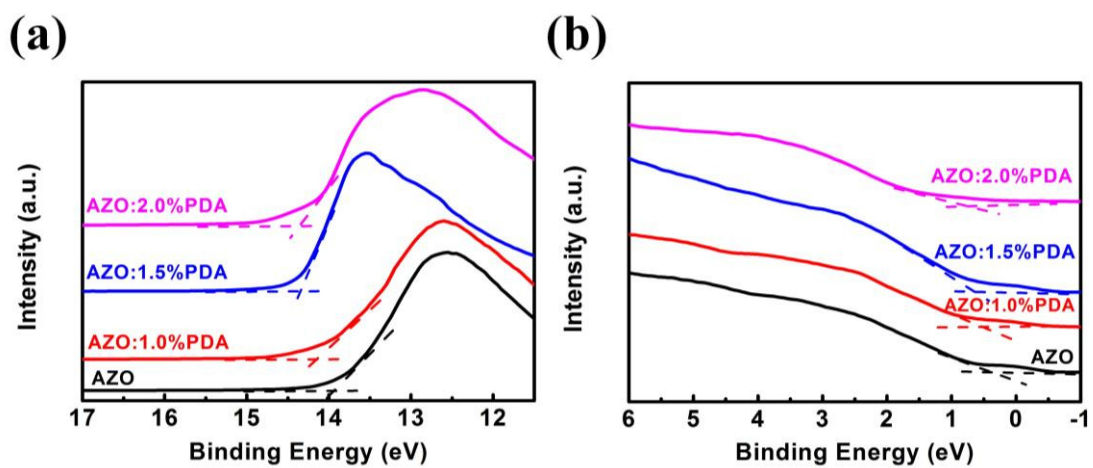 (a)
Intensity (a.u.)
AZO:2.0%PDA
AZO:1.5%PDA
AZO:1.0%PDA
AZO
17 16 15 14 13 12
Binding Energy (eV)
(b)
Intensity (a.u.)
AZO:2.0%PDA
AZO:1.5%PDA
AZO:1.0%PDA
AZO
6 5 4 3 2 1 0 -1
Binding Energy (eV)